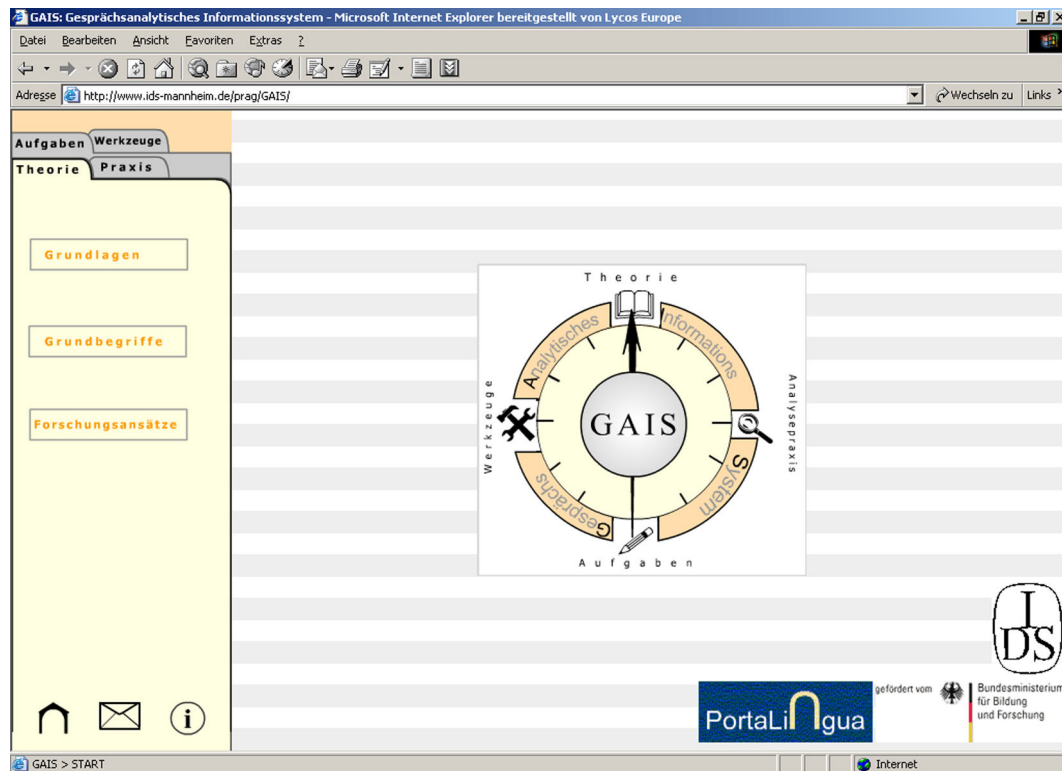 GAIS: Gesprächsanalytisches Informationssystem - Microsoft Internet Explorer bereitgestellt von Lycos Europe
Datei Bearbeiten Ansicht Favoriten Extras ?
Adresse http://www.ids-mannheim.de/prag/GAIS/ Wechseln zu Links »
Aufgaben Werkzeuge
Theorie Praxis
Grundlagen
Grundbegriffe
Forschungsansätze
Theorie
Analytisches Informations
Werkzeuge
GAIS
Analysepraxis
Gesprächs System
Aufgaben
I
DS
PortaLingua
gefördert vom
Bundesministerium
für Bildung
und Forschung
i
GAIS > START Internet